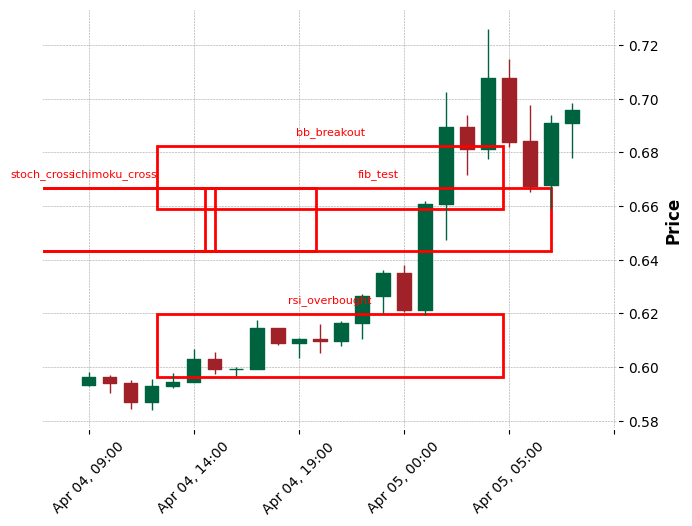 bb_breakout
stoch_cross
ichimoku_cross
fib_test
rsi_overbought
0.72
0.70
0.68
0.66
0.64
0.62
0.60
0.58
Price
Apr 04, 09:00
Apr 04, 14:00
Apr 04, 19:00
Apr 05, 00:00
Apr 05, 05:00